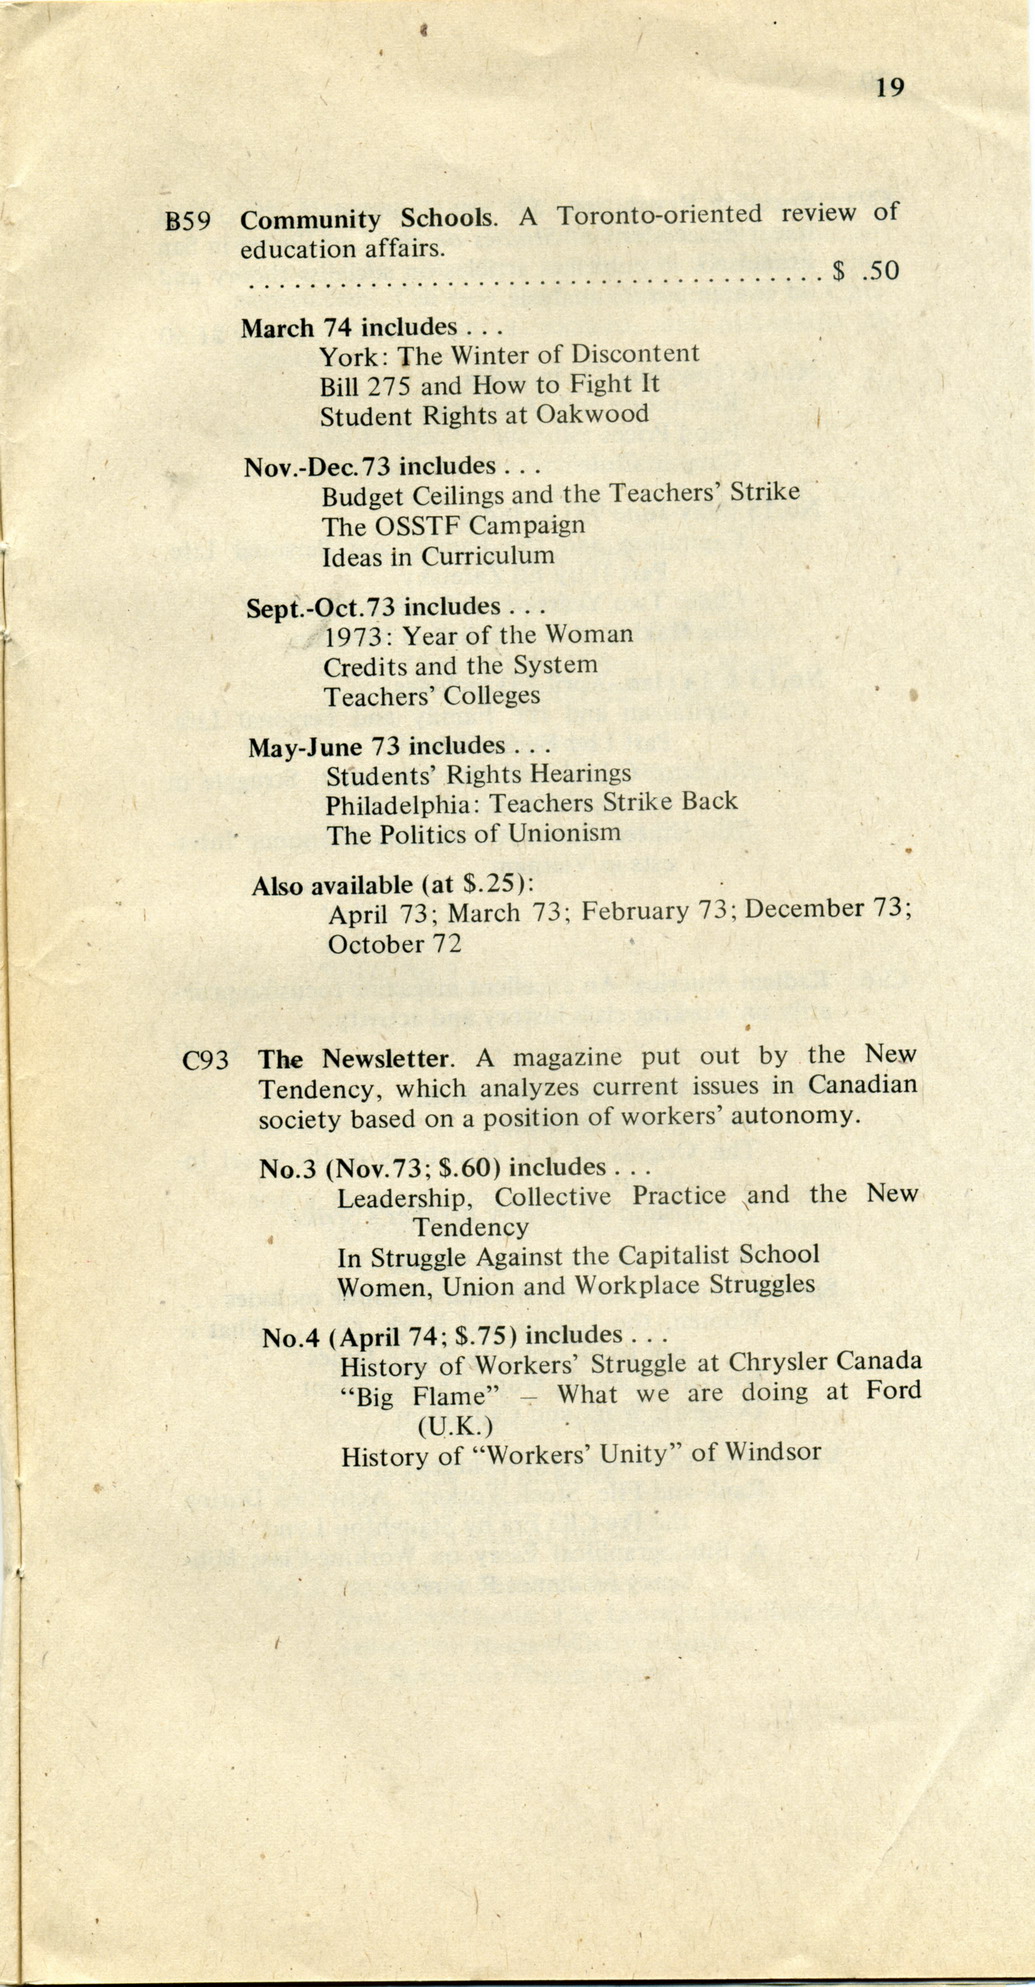 19
B59 Community Schools. A Toronto-oriented review of
education affairs.
. . . . . . . . . . . . . . . . . . . . . . . . . . . . . . . . . . . . . $ .50
March 74 includes . . .
York: The Winter of Discontent
Bill 275 and How to Fight It
Student Rights at Oakwood
Nov.-Dec.73 includes . . .
Budget Ceilings and the Teachers' Strike
The OSSTF Campaign
Ideas in Curriculum
Sept.-Oct.73 includes . . .
1973: Year of the Woman
Credits and the System
Teachers' Colleges
May-June 73 includes . . .
Students' Rights Hearings
Philadelphia: Teachers Strike Back
The Politics of Unionism
Also available (at $.25):
April 73; March 73; February 73; December 73;
October 72
C93 The Newsletter. A magazine put out by the New
Tendency, which analyzes current issues in Canadian
society based on a position of workers' autonomy.
No.3 (Nov.73; $.60) includes . . .
Leadership, Collective Practice and the New
Tendency
In Struggle Against the Capitalist School
Women, Union and Workplace Struggles
No.4 (April 74; $.75) includes . . .
History of Workers' Struggle at Chrysler Canada
“Big Flame” – What we are doing at Ford
(U.K.)
History of “Workers' Unity” of Windsor